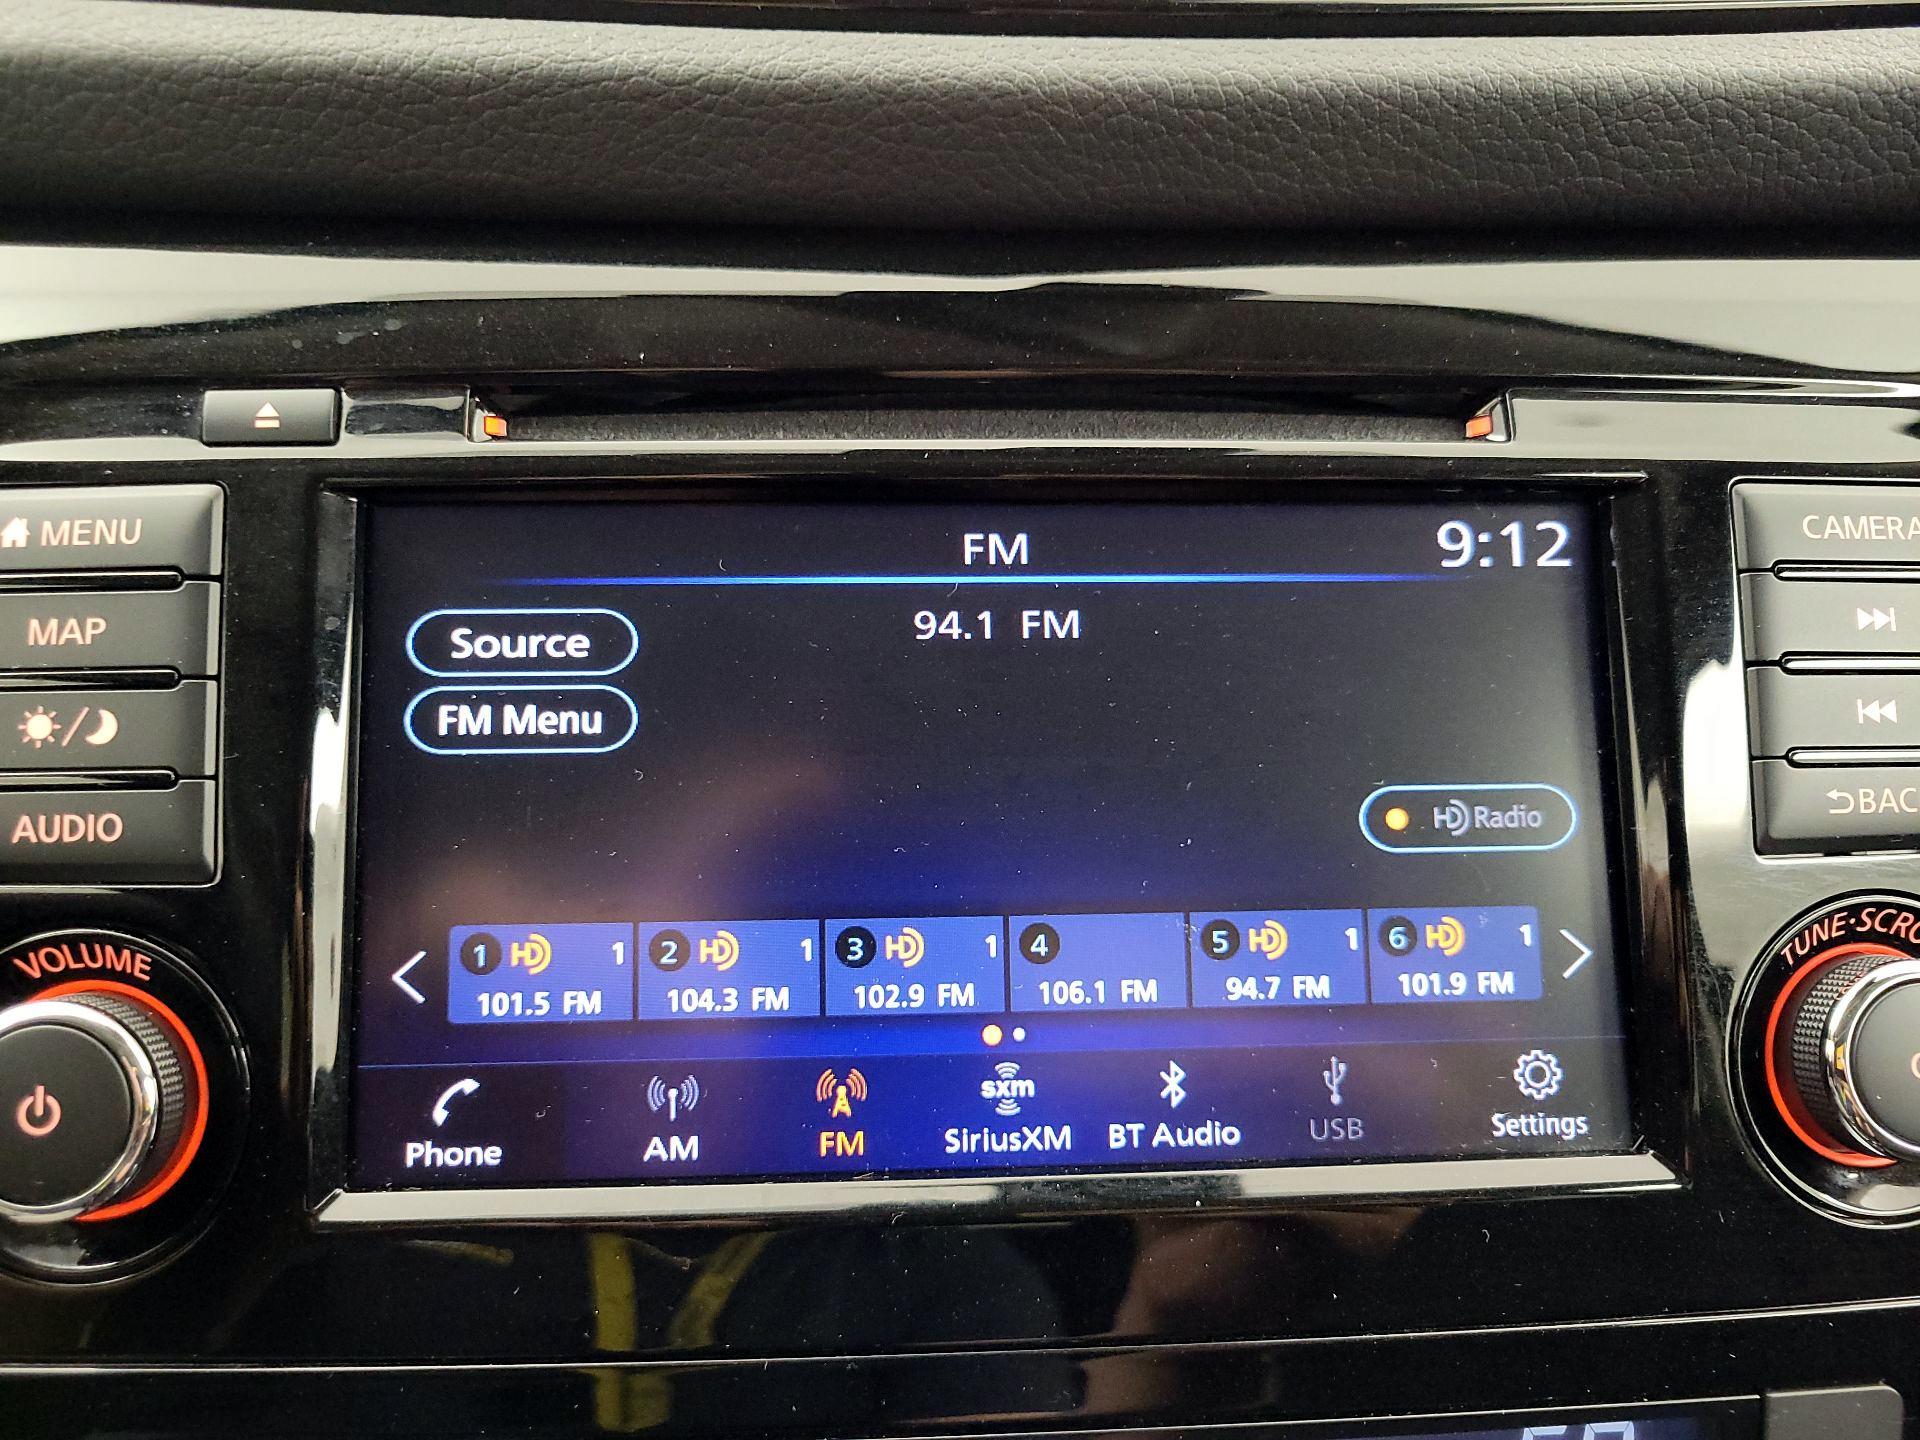 MENU
MAP
AUDIO
VOLUME
FM
9:12
94.1 FM
Source
FM Menu
HD Radio
1 HD 1
101.5 FM
2 HD 1
104.3 FM
3 HD 1
102.9 FM
4
106.1 FM
5 HD 1
94.7 FM
6 HD 1
101.9 FM
Phone
AM
FM
sxm
SiriusXM
BT Audio
USB
Settings
CAMERA
BAC
TUNE·SCRO